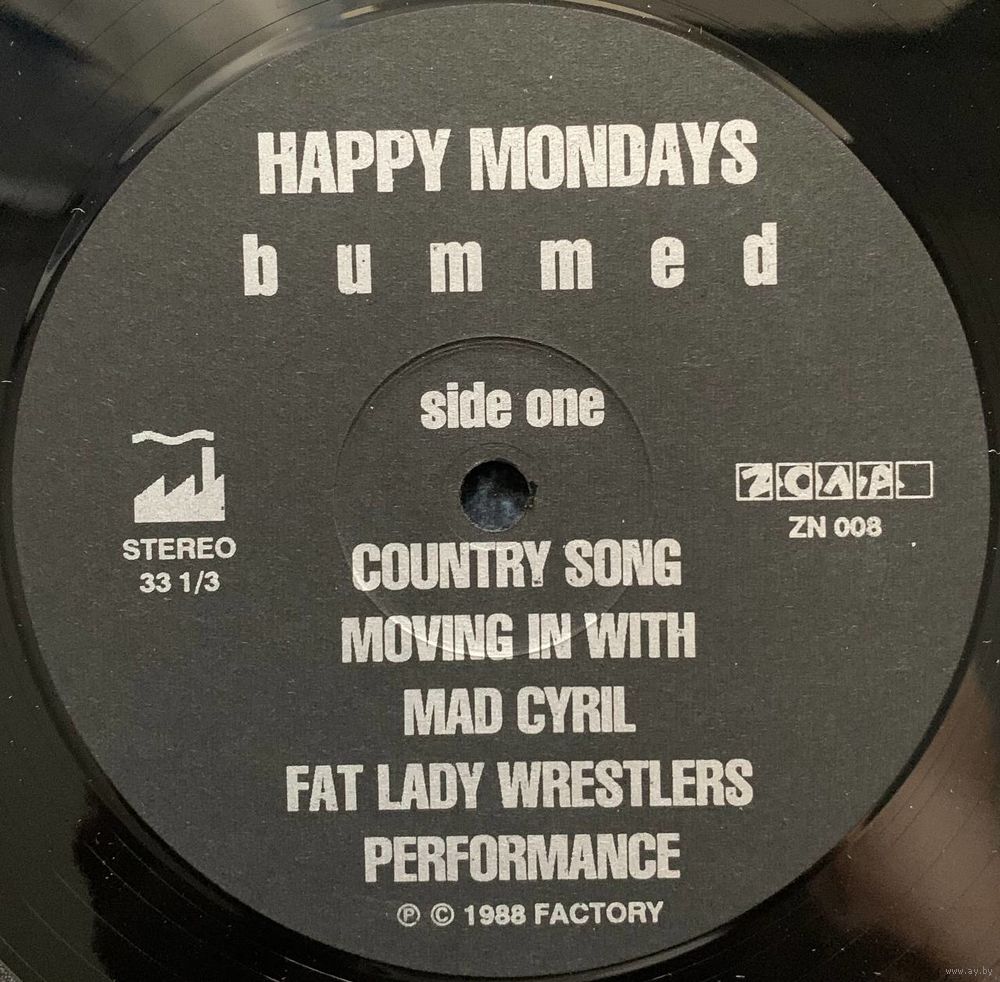 HAPPY MONDAYS
bummed
side one
STEREO
33 1/3
ZN 008
COUNTRY SONG
MOVING IN WITH
MAD CYRIL
FAT LADY WRESTLERS
PERFORMANCE
℗ © 1988 FACTORY
www.ay.by